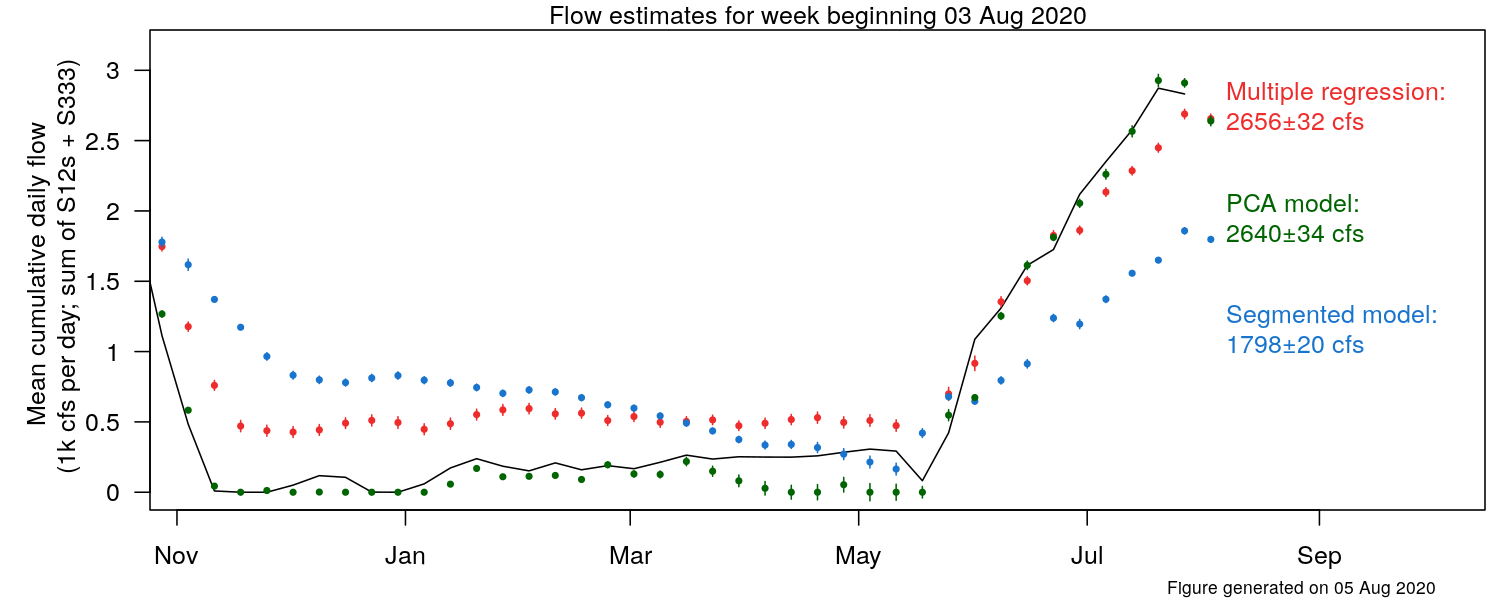 Flow estimates for week beginning 03 Aug 2020
Mean cumulative daily flow
(1k cfs per day; sum of S12s + S333)
3
2.5
2
1.5
1
0.5
0
Multiple regression:
2656±32 cfs
PCA model:
2640±34 cfs
Segmented model:
1798±20 cfs
Nov Jan Mar May Jul Sep
Figure generated on 05 Aug 2020